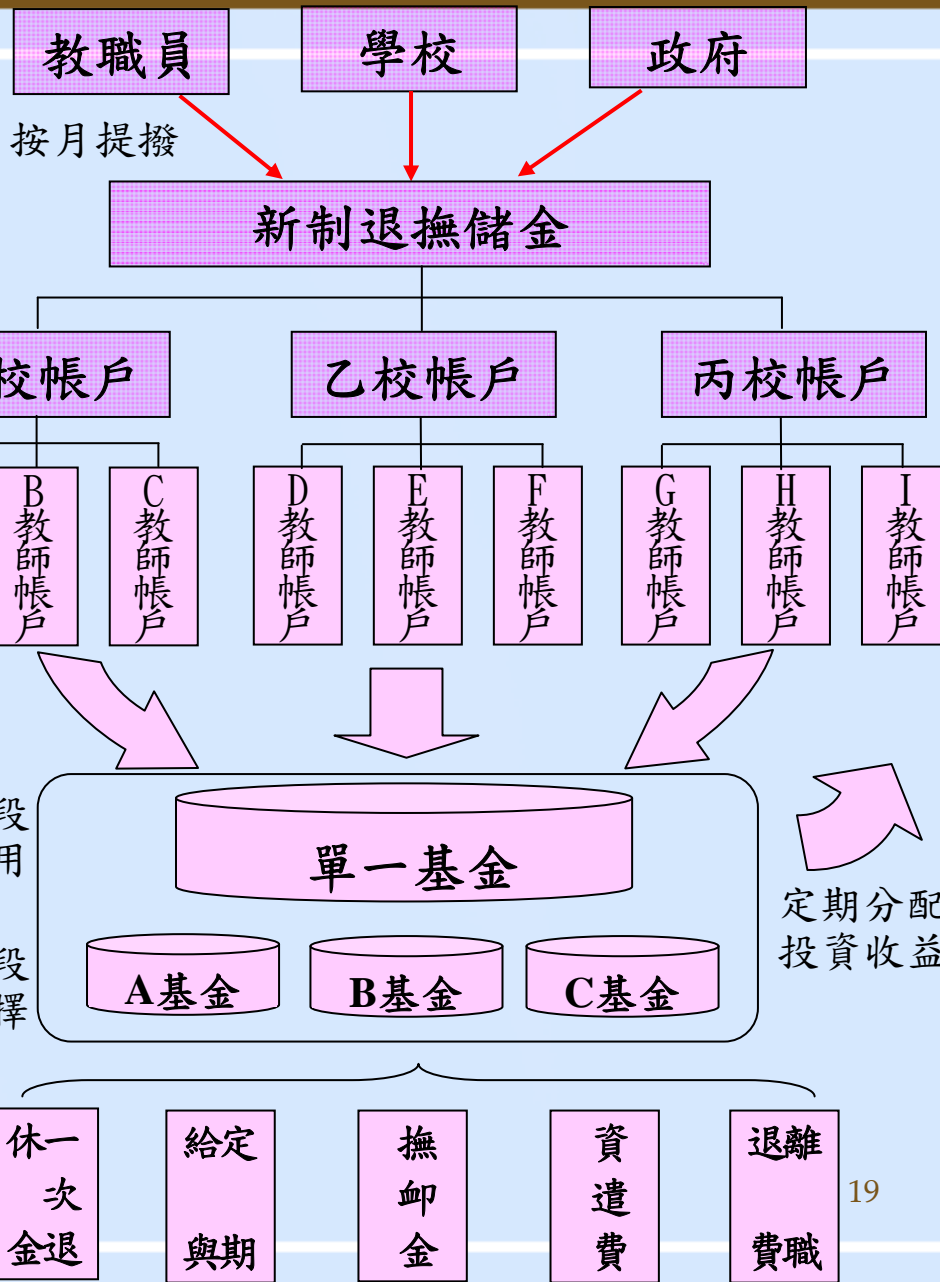 教職員
學校
政府
按月提撥
新制退撫儲金
校帳戶
乙校帳戶
丙校帳戶
B教師帳戶
C教師帳戶
D教師帳戶
E教師帳戶
F教師帳戶
G教師帳戶
H教師帳戶
I教師帳戶
段
用
單一基金
定期分配
投資收益
段
擇
A基金
B基金
C基金
一次退休金
定期給與
撫卹金
資遣費
離職退費
19